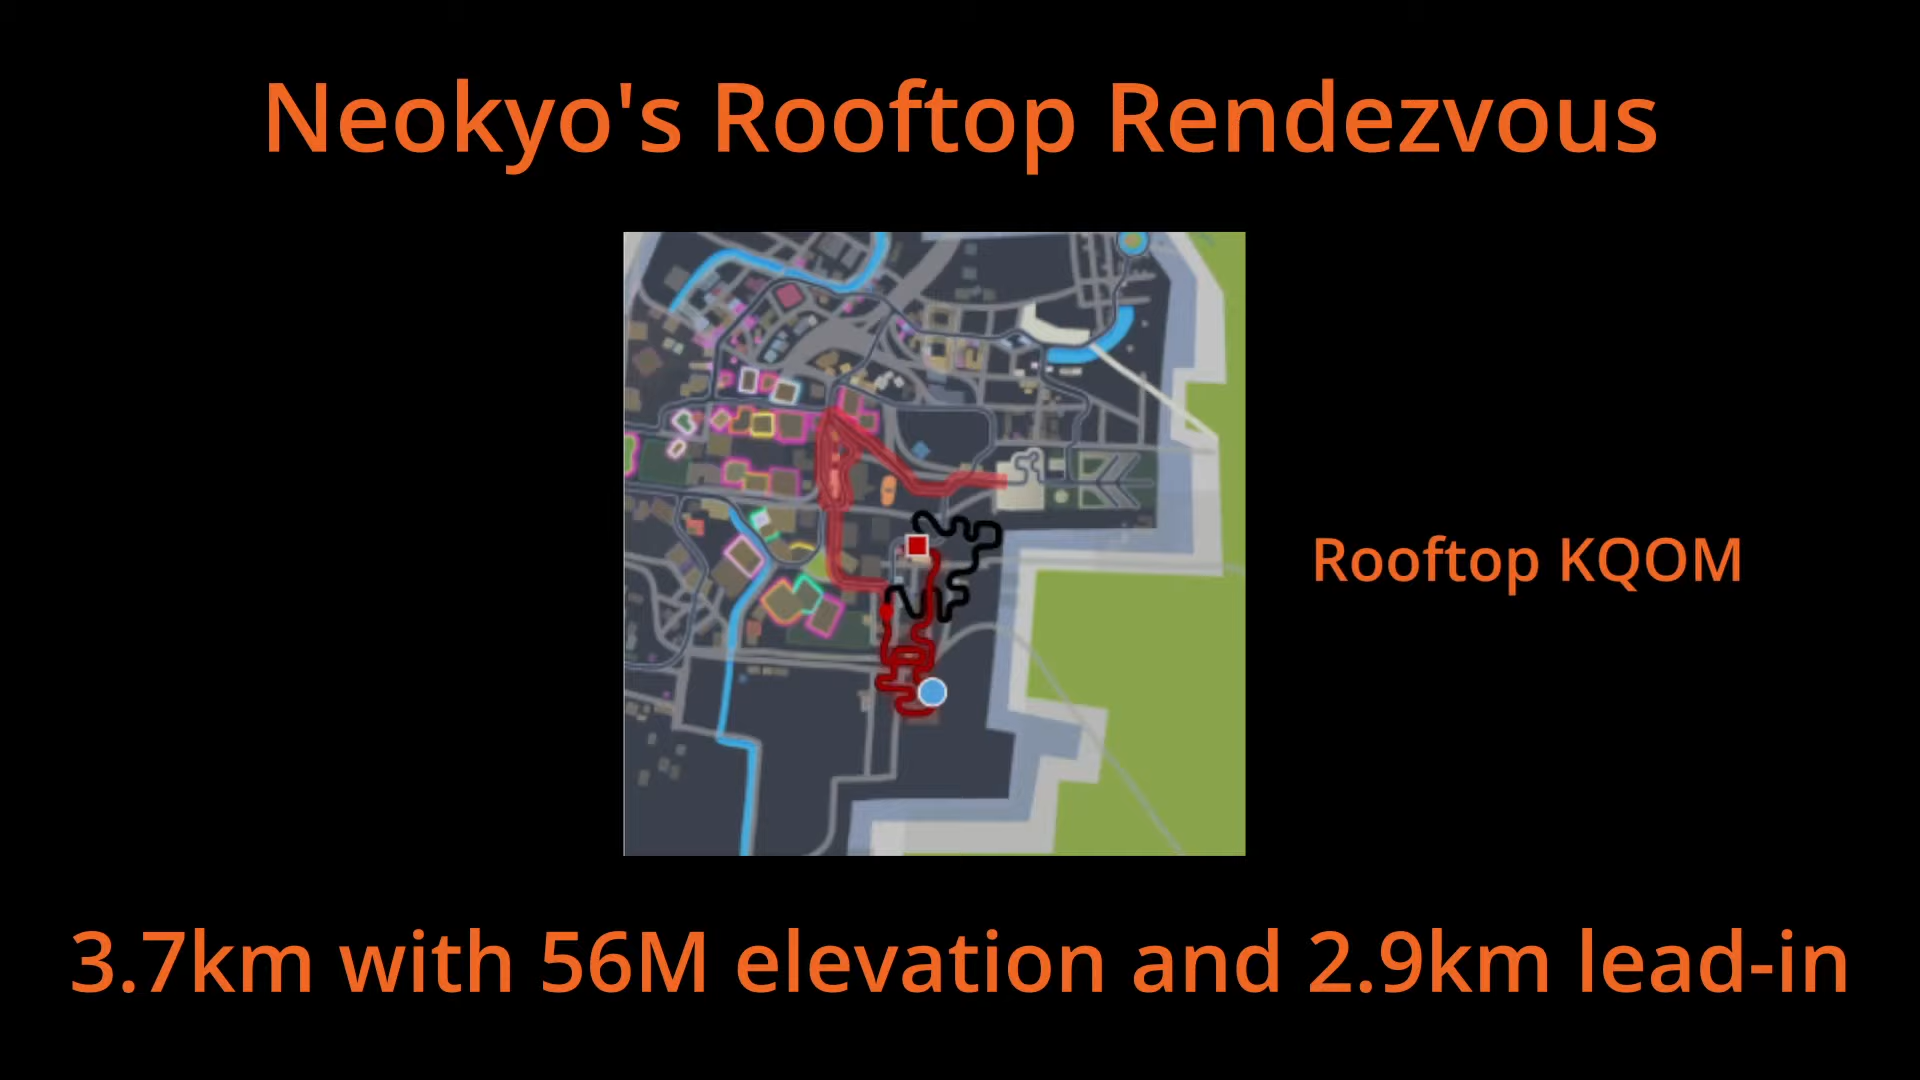 Neokyo's Rooftop Rendezvous
Rooftop KQOM
3.7km with 56M elevation and 2.9km lead-in